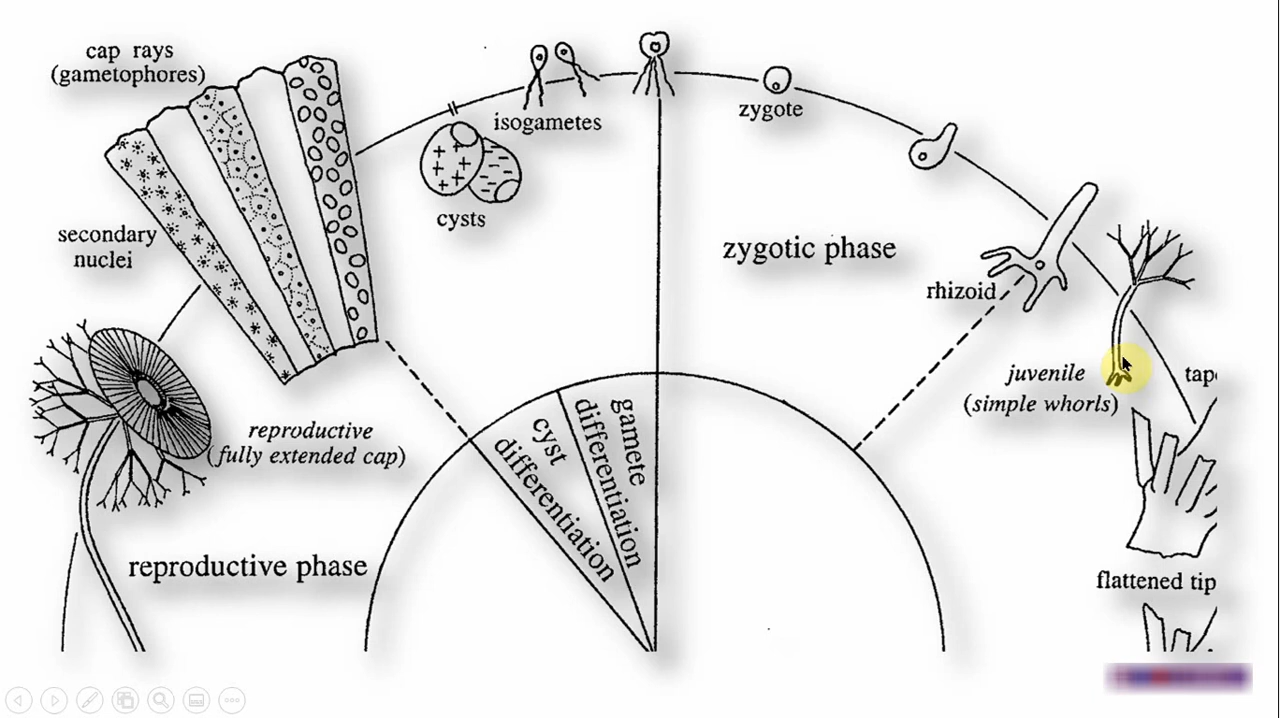 cap rays
(gametophores)
isogametes
zygote
cysts
secondary
nuclei
zygotic phase
rhizoid
juvenile
(simple whorls)
reproductive
(fully extended cap)
gamete
differentiation
cyst
differentiation
reproductive phase
flattened tip